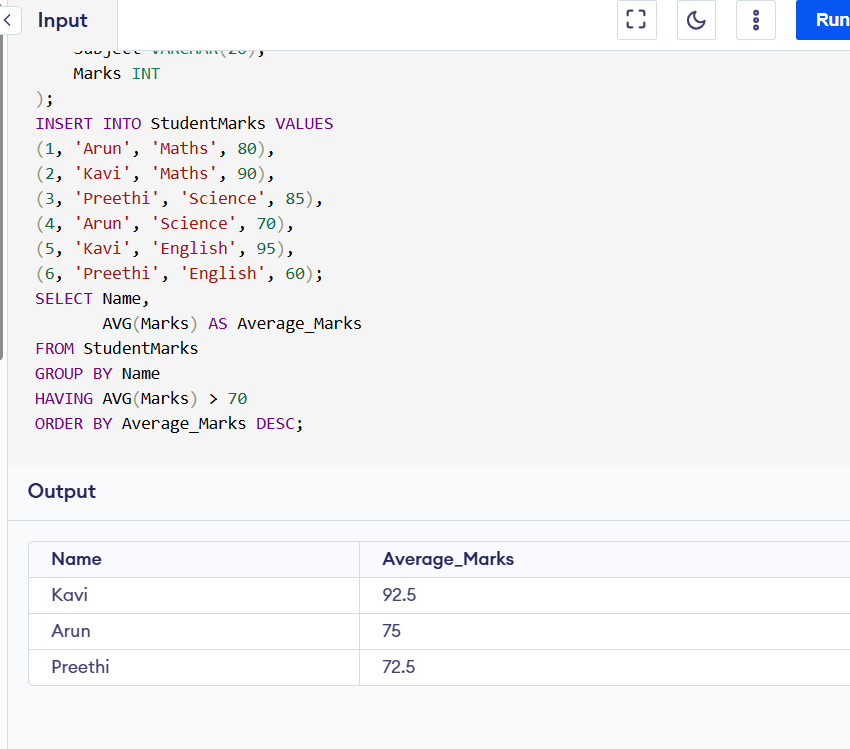 Input
Run
Subject VARCHAR(20),
Marks INT
);
INSERT INTO StudentMarks VALUES
(1, 'Arun', 'Maths', 80),
(2, 'Kavi', 'Maths', 90),
(3, 'Preethi', 'Science', 85),
(4, 'Arun', 'Science', 70),
(5, 'Kavi', 'English', 95),
(6, 'Preethi', 'English', 60);
SELECT Name,
AVG(Marks) AS Average_Marks
FROM StudentMarks
GROUP BY Name
HAVING AVG(Marks) > 70
ORDER BY Average_Marks DESC;
Output
Name Average_Marks
Kavi 92.5
Arun 75
Preethi 72.5